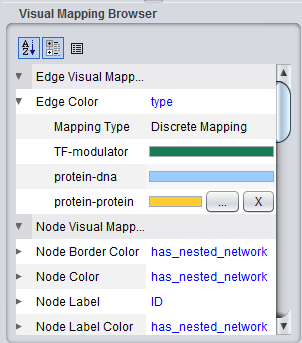 Visual Mapping Browser
A
Z
Edge Visual Mapp...
Edge Color type
Mapping Type Discrete Mapping
TF-modulator
protein-dna
protein-protein ... X
Node Visual Mapp...
Node Border Color has_nested_network
Node Color has_nested_network
Node Label ID
Node Label Color has_nested_network